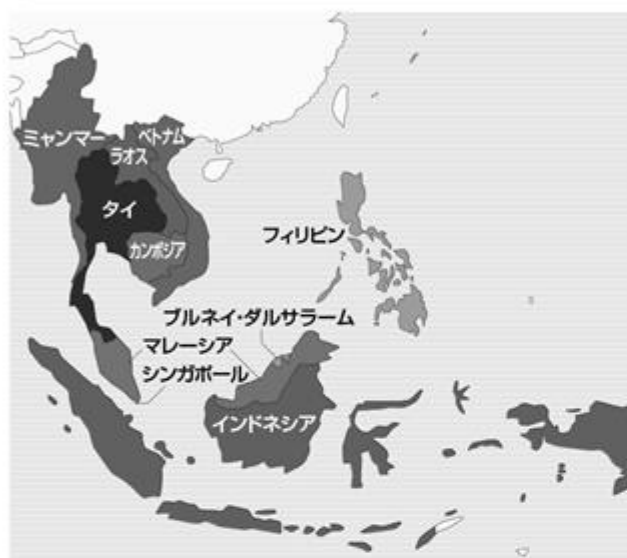 ミャンマー
ベトナム
ラオス
タイ
カンボジア
フィリピン
ブルネイ・ダルサラーム
マレーシア
シンガポール
インドネシア